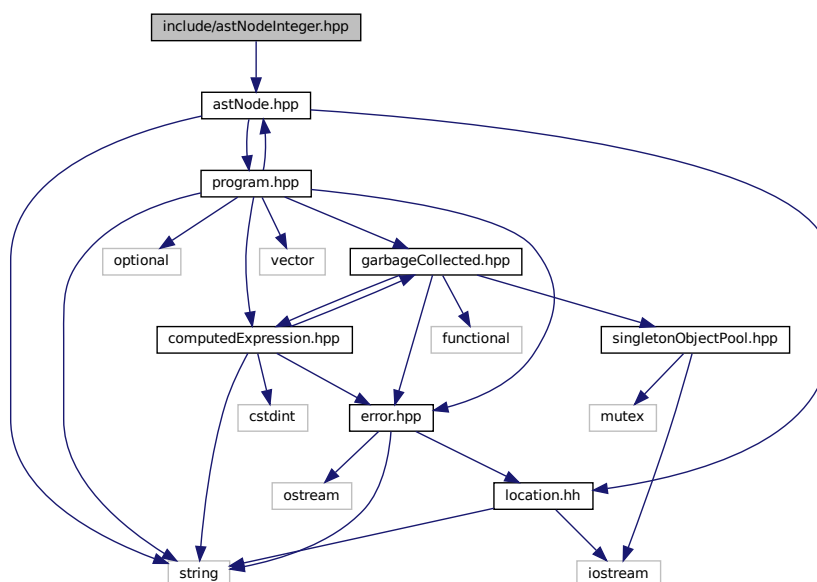 include/astNodeInteger.hpp
astNode.hpp
program.hpp
optional
vector
garbageCollected.hpp
computedExpression.hpp
functional
singletonObjectPool.hpp
cstdint
error.hpp
mutex
ostream
location.hh
string
iostream